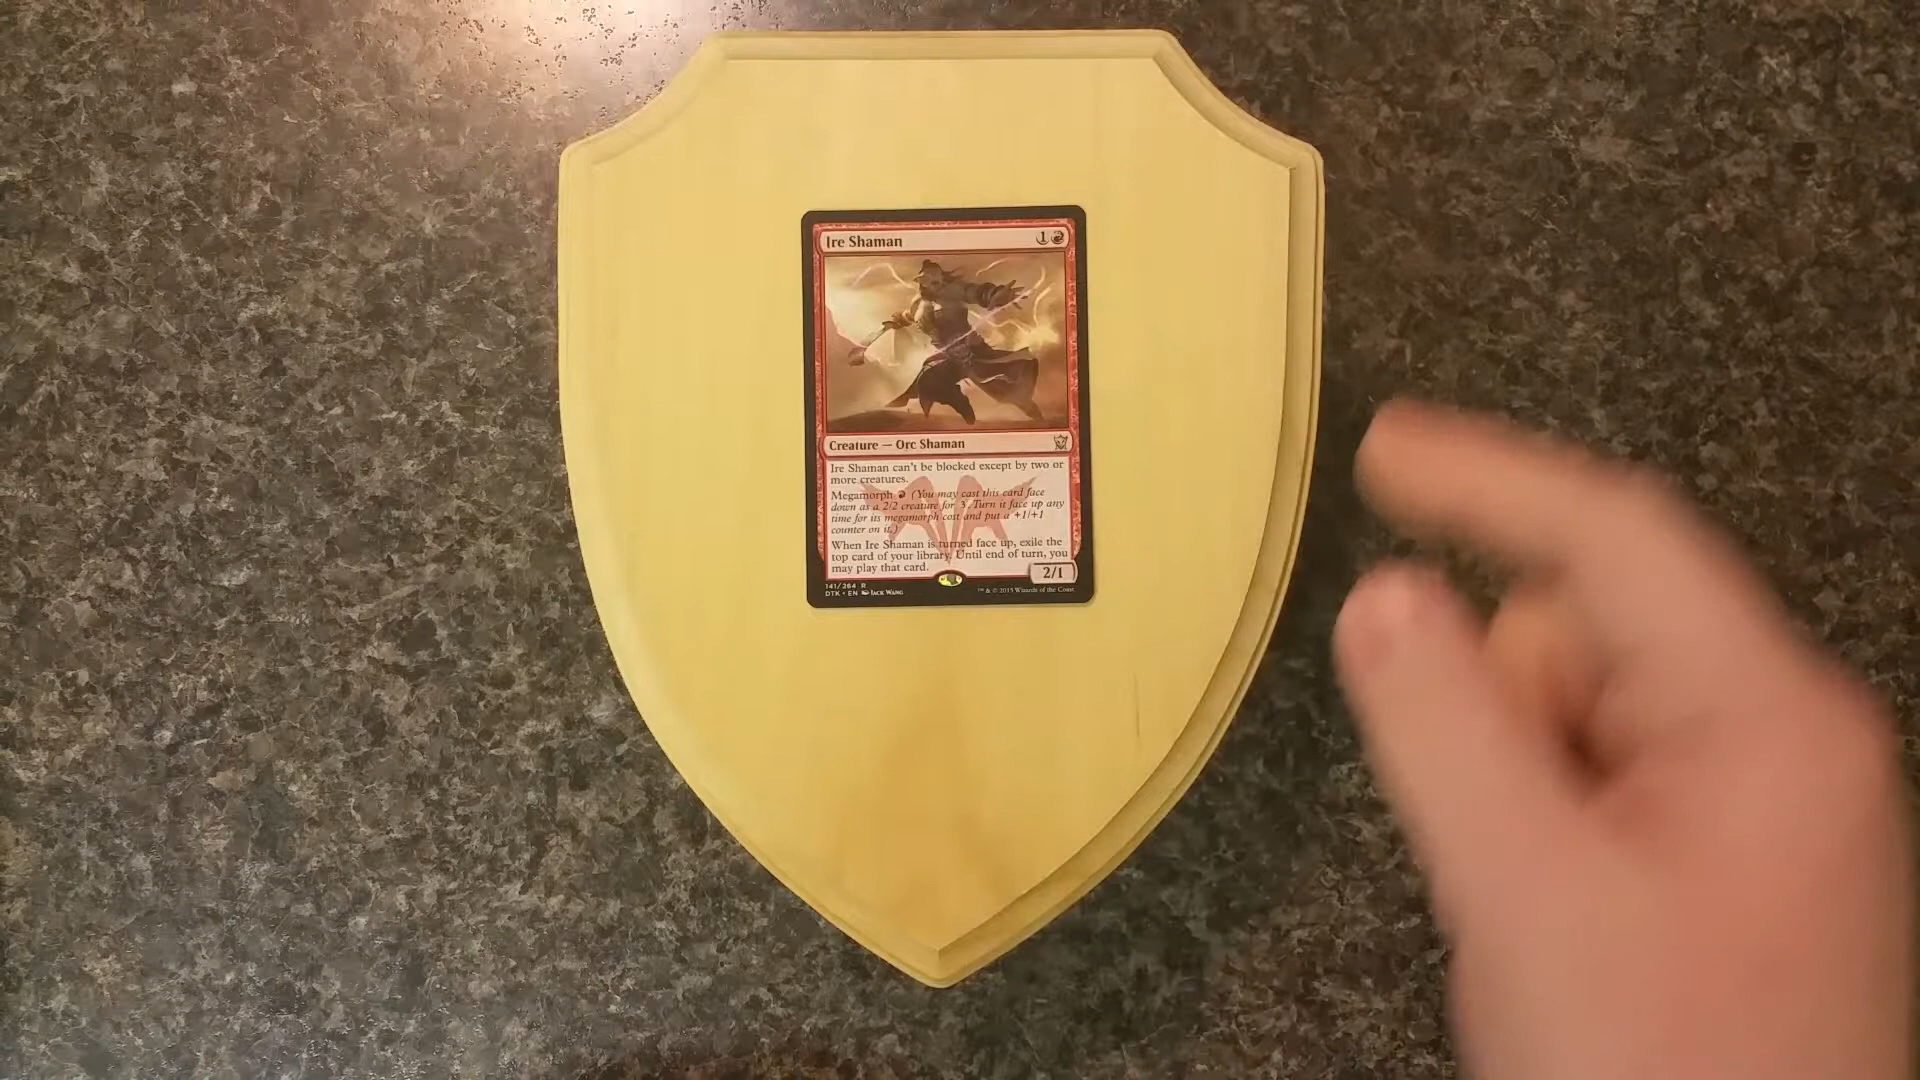 Ire Shaman 1
Creature — Orc Shaman
Ire Shaman can't be blocked except by two or
more creatures.
Megamorph (You may cast this card face
down as a 2/2 creature for 3. Turn it face up any
time for its megamorph cost and put a +1/+1
counter on it.)
When Ire Shaman is turned face up, exile the
top card of your library. Until end of turn, you
may play that card.
2/1
141/264 R
DTK • EN Jack Wang
™ & © 2015 Wizards of the Coast